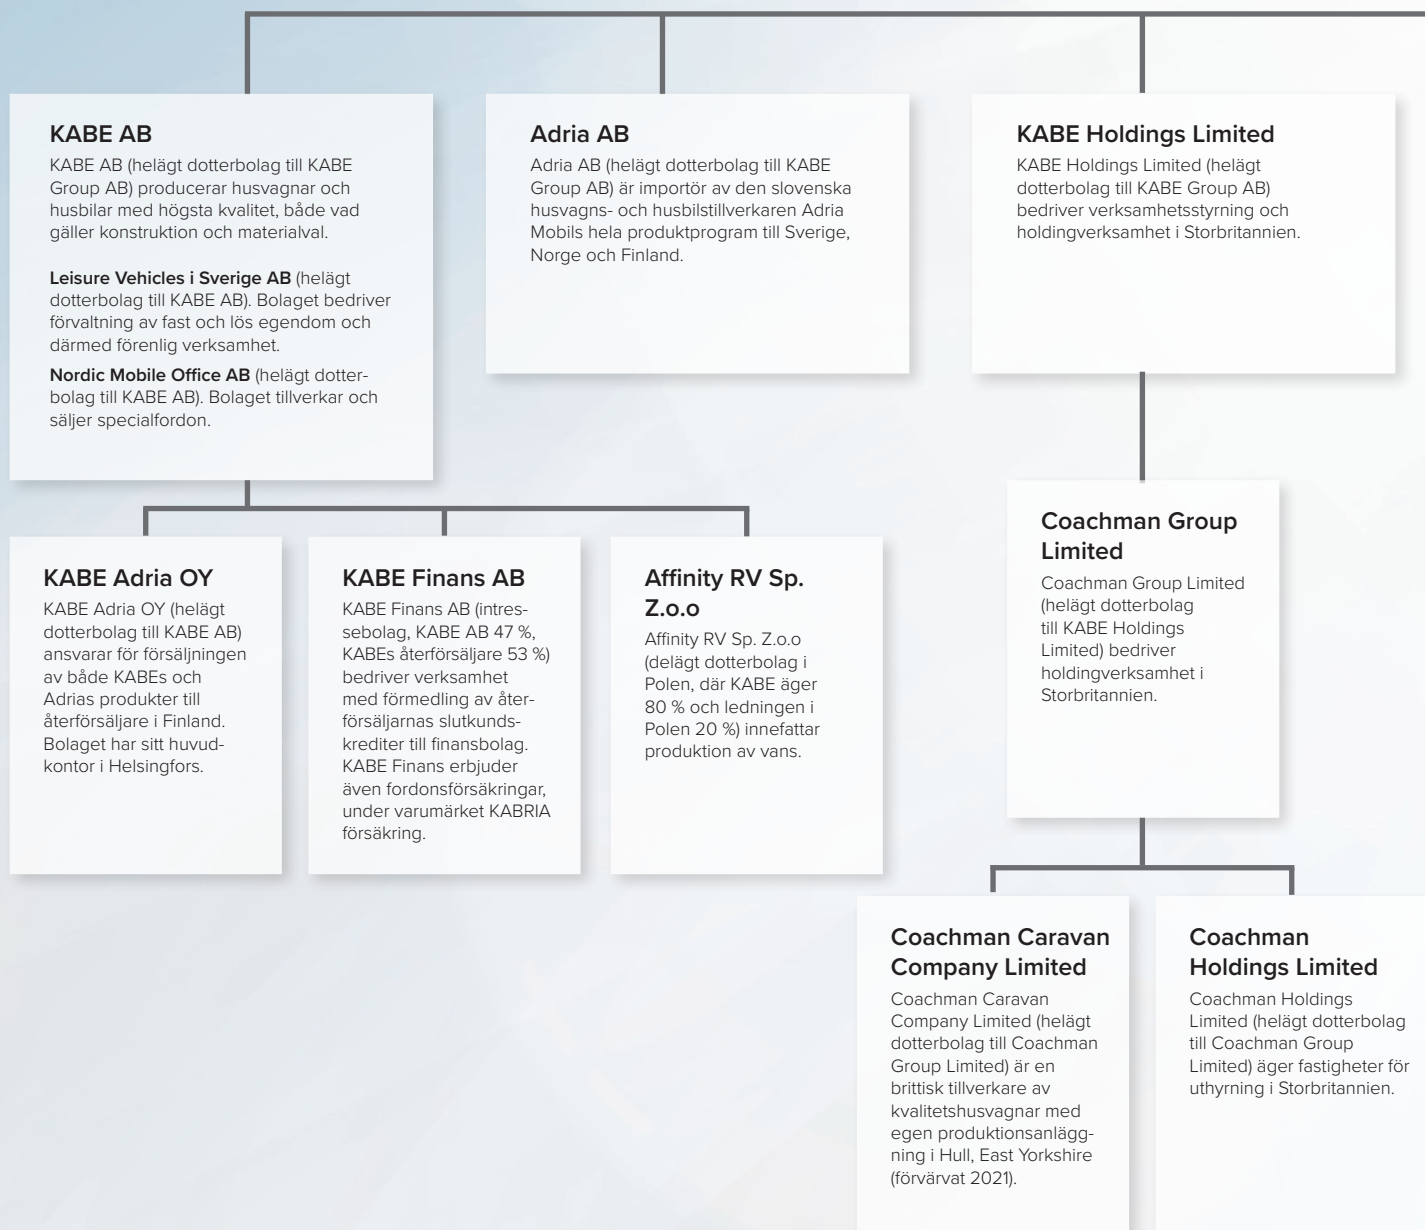 KABE AB
KABE AB (helägt dotterbolag till KABE
Group AB) producerar husvagnar och
husbilar med högsta kvalitet, både vad
gäller konstruktion och materialval.
Leisure Vehicles i Sverige AB (helägt
dotterbolag till KABE AB). Bolaget bedriver
förvaltning av fast och lös egendom och
därmed förenlig verksamhet.
Nordic Mobile Office AB (helägt dotter-
bolag till KABE AB). Bolaget tillverkar och
säljer specialfordon.
Adria AB
Adria AB (helägt dotterbolag till KABE
Group AB) är importör av den slovenska
husvagns- och husbilstillverkaren Adria
Mobils hela produktprogram till Sverige,
Norge och Finland.
KABE Holdings Limited
KABE Holdings Limited (helägt
dotterbolag till KABE Group AB)
bedriver verksamhetsstyrning och
holdingverksamhet i Storbritannien.
KABE Adria OY
KABE Adria OY (helägt
dotterbolag till KABE AB)
ansvarar för försäljningen
av både KABEs och
Adrias produkter till
återförsäljare i Finland.
Bolaget har sitt huvud-
kontor i Helsingfors.
KABE Finans AB
KABE Finans AB (intres-
sebolag, KABE AB 47 %,
KABEs återförsäljare 53 %)
bedriver verksamhet
med förmedling av åter-
försäljarnas slutkunds-
krediter till finansbolag.
KABE Finans erbjuder
även fordonsförsäkringar,
under varumärket KABRIA
försäkring.
Affinity RV Sp.
Z.o.o
Affinity RV Sp. Z.o.o
(delägt dotterbolag i
Polen, där KABE äger
80 % och ledningen i
Polen 20 %) innefattar
produktion av vans.
Coachman Group
Limited
Coachman Group Limited
(helägt dotterbolag
till KABE Holdings
Limited) bedriver
holdingverksamhet i
Storbritannien.
Coachman Caravan
Company Limited
Coachman Caravan
Company Limited (helägt
dotterbolag till Coachman
Group Limited) är en
brittisk tillverkare av
kvalitetshusvagnar med
egen produktionsanlägg-
ning i Hull, East Yorkshire
(förvärvat 2021).
Coachman
Holdings Limited
Coachman Holdings
Limited (helägt dotterbolag
till Coachman Group
Limited) äger fastigheter för
uthyrning i Storbritannien.